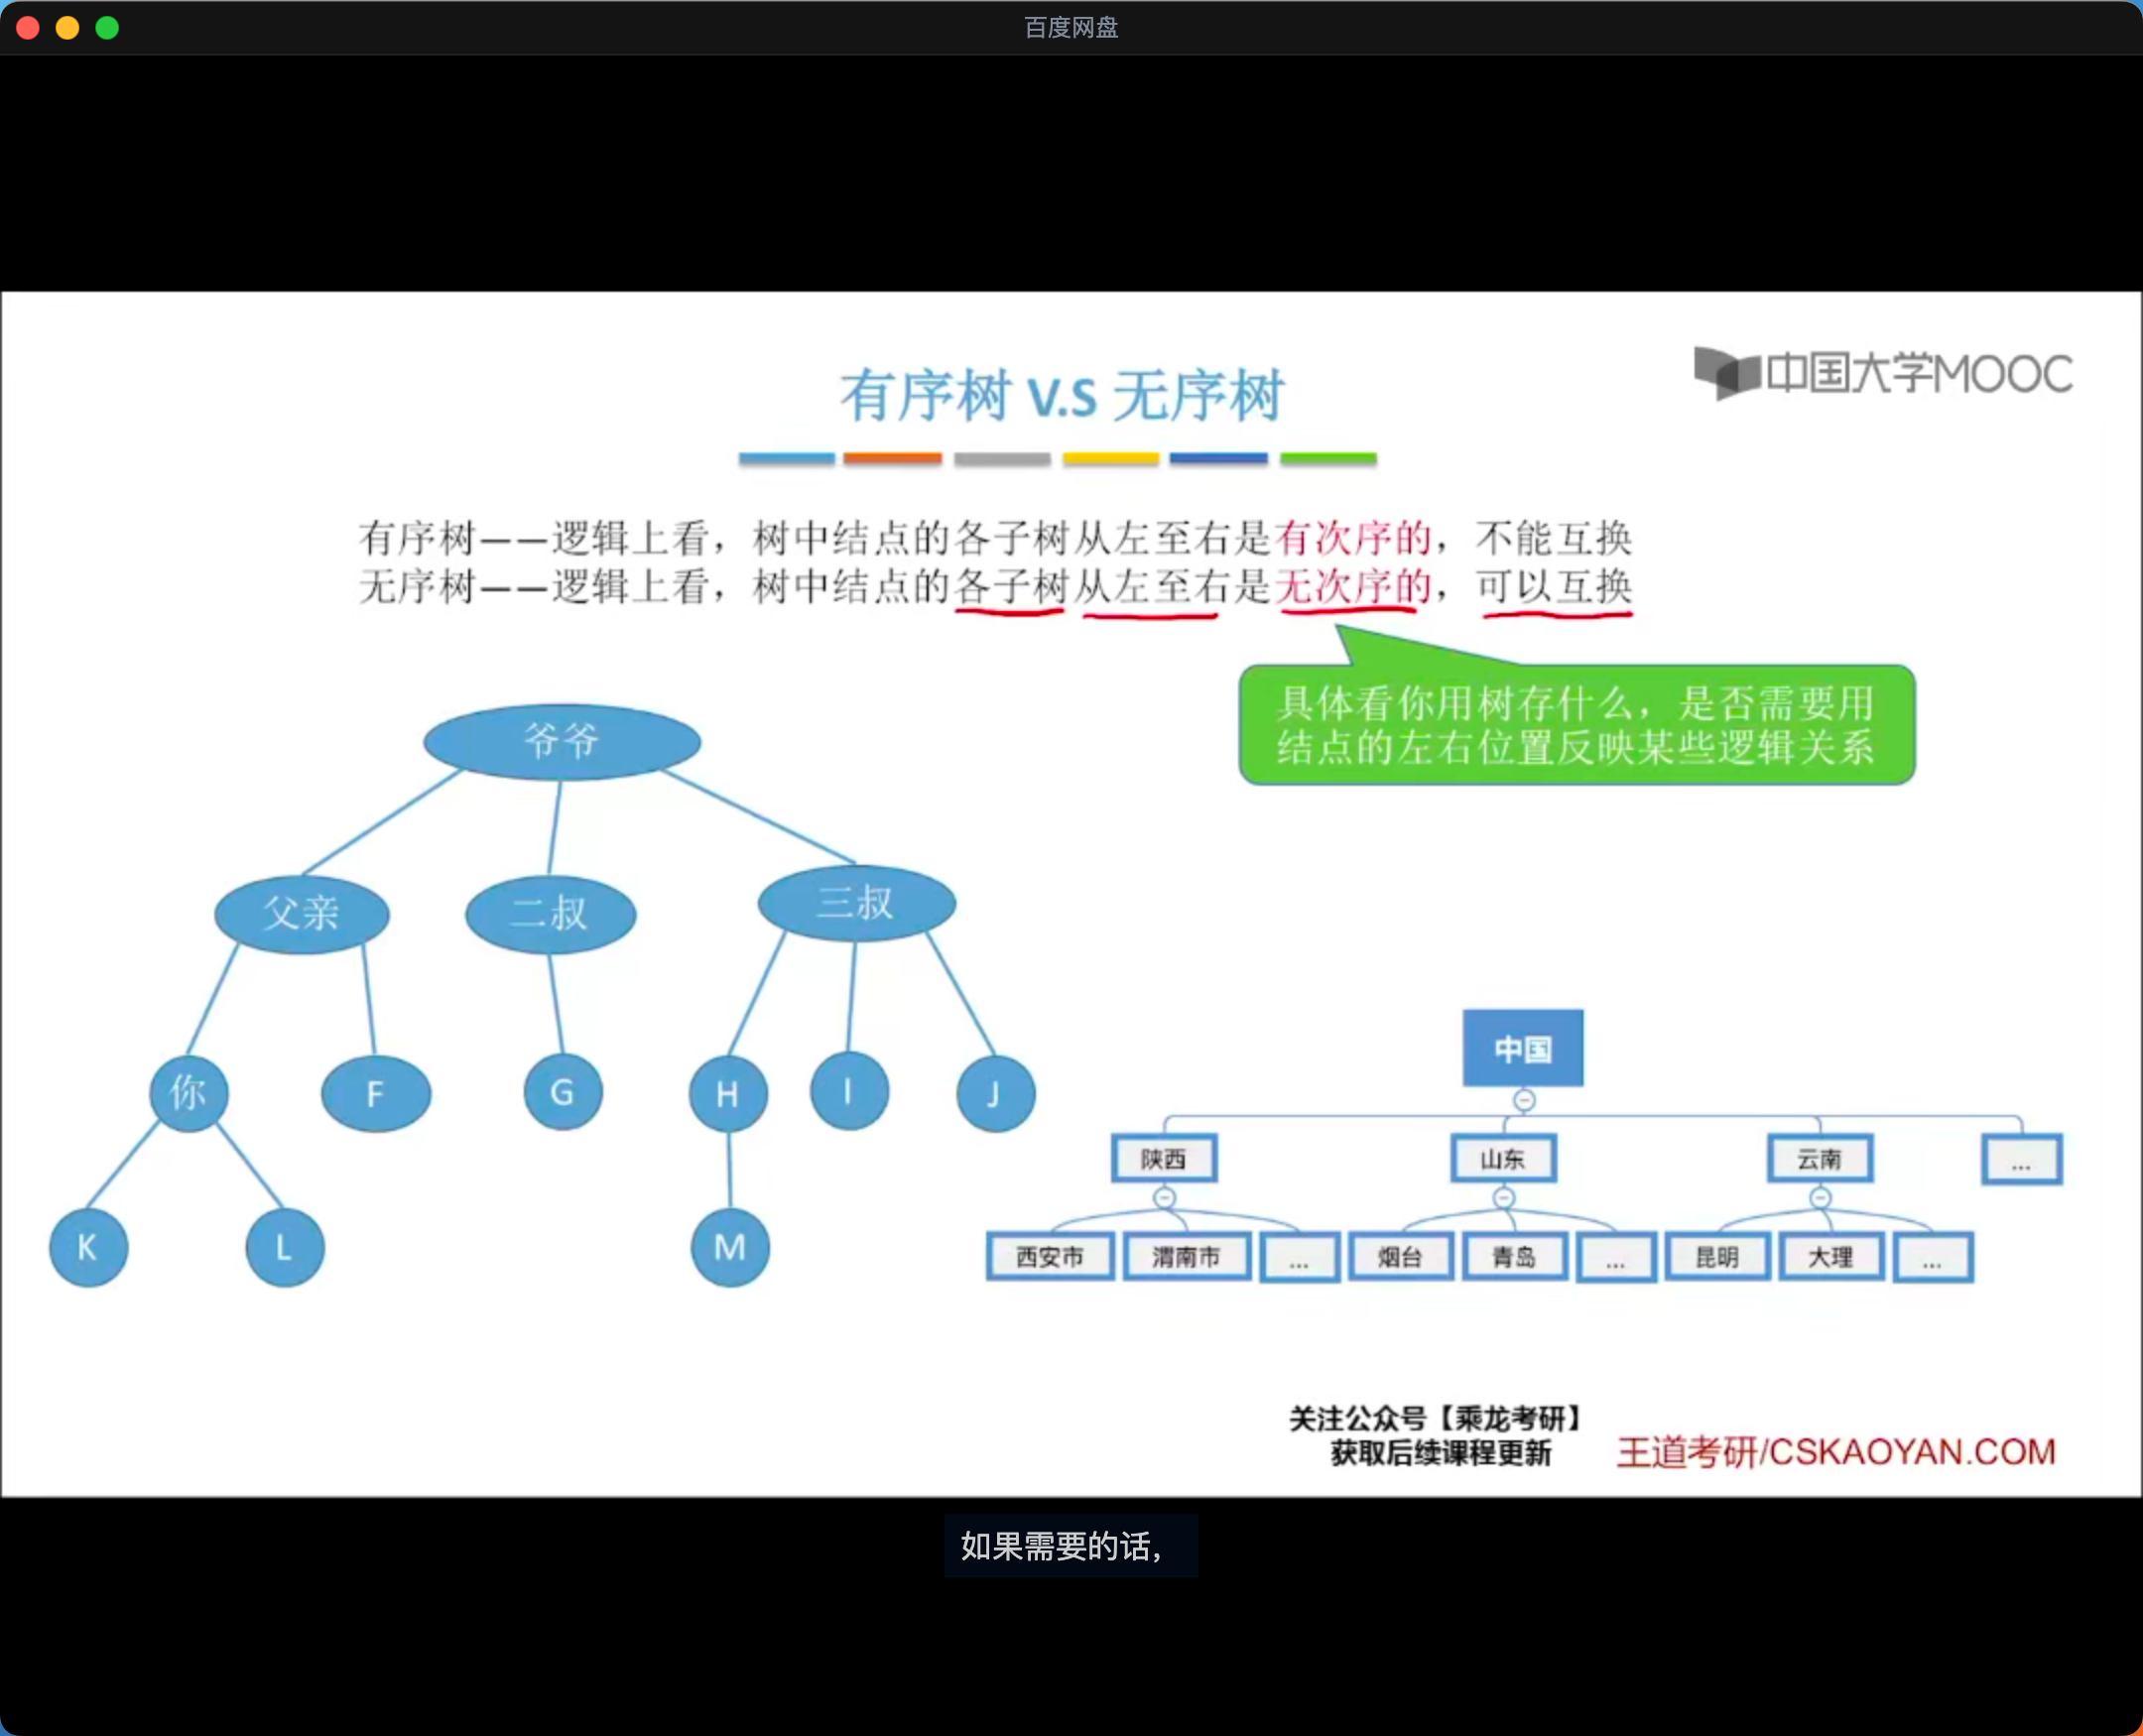 百度网盘
中国大学MOOC
有序树 V.S 无序树
有序树——逻辑上看，树中结点的各子树从左至右是有次序的，不能互换
无序树——逻辑上看，树中结点的各子树从左至右是无次序的，可以互换
具体看你用树存什么，是否需要用
结点的左右位置反映某些逻辑关系
爷爷
父亲 二叔 三叔
你 F G H I J
K L M
中国
陕西 山东 云南 ...
西安市 渭南市 ... 烟台 青岛 ... 昆明 大理 ...
关注公众号【乘龙考研】
获取后续课程更新
王道考研/CSKAOYAN.COM
如果需要的话，